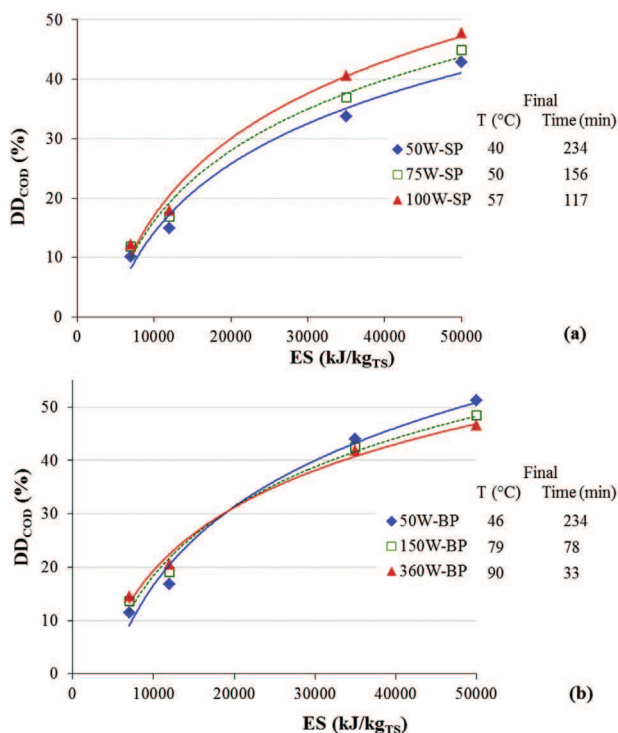 50
40
30
20
10
0
DD_COD (%)
0 10000 20000 30000 40000 50000
ES (kJ/kg_TS)
(a)
Final
T (°C) Time (min)
50W-SP 40 234
75W-SP 50 156
100W-SP 57 117
50
40
30
20
10
0
DD_COD (%)
0 10000 20000 30000 40000 50000
ES (kJ/kg_TS)
(b)
Final
T (°C) Time (min)
50W-BP 46 234
150W-BP 79 78
360W-BP 90 33